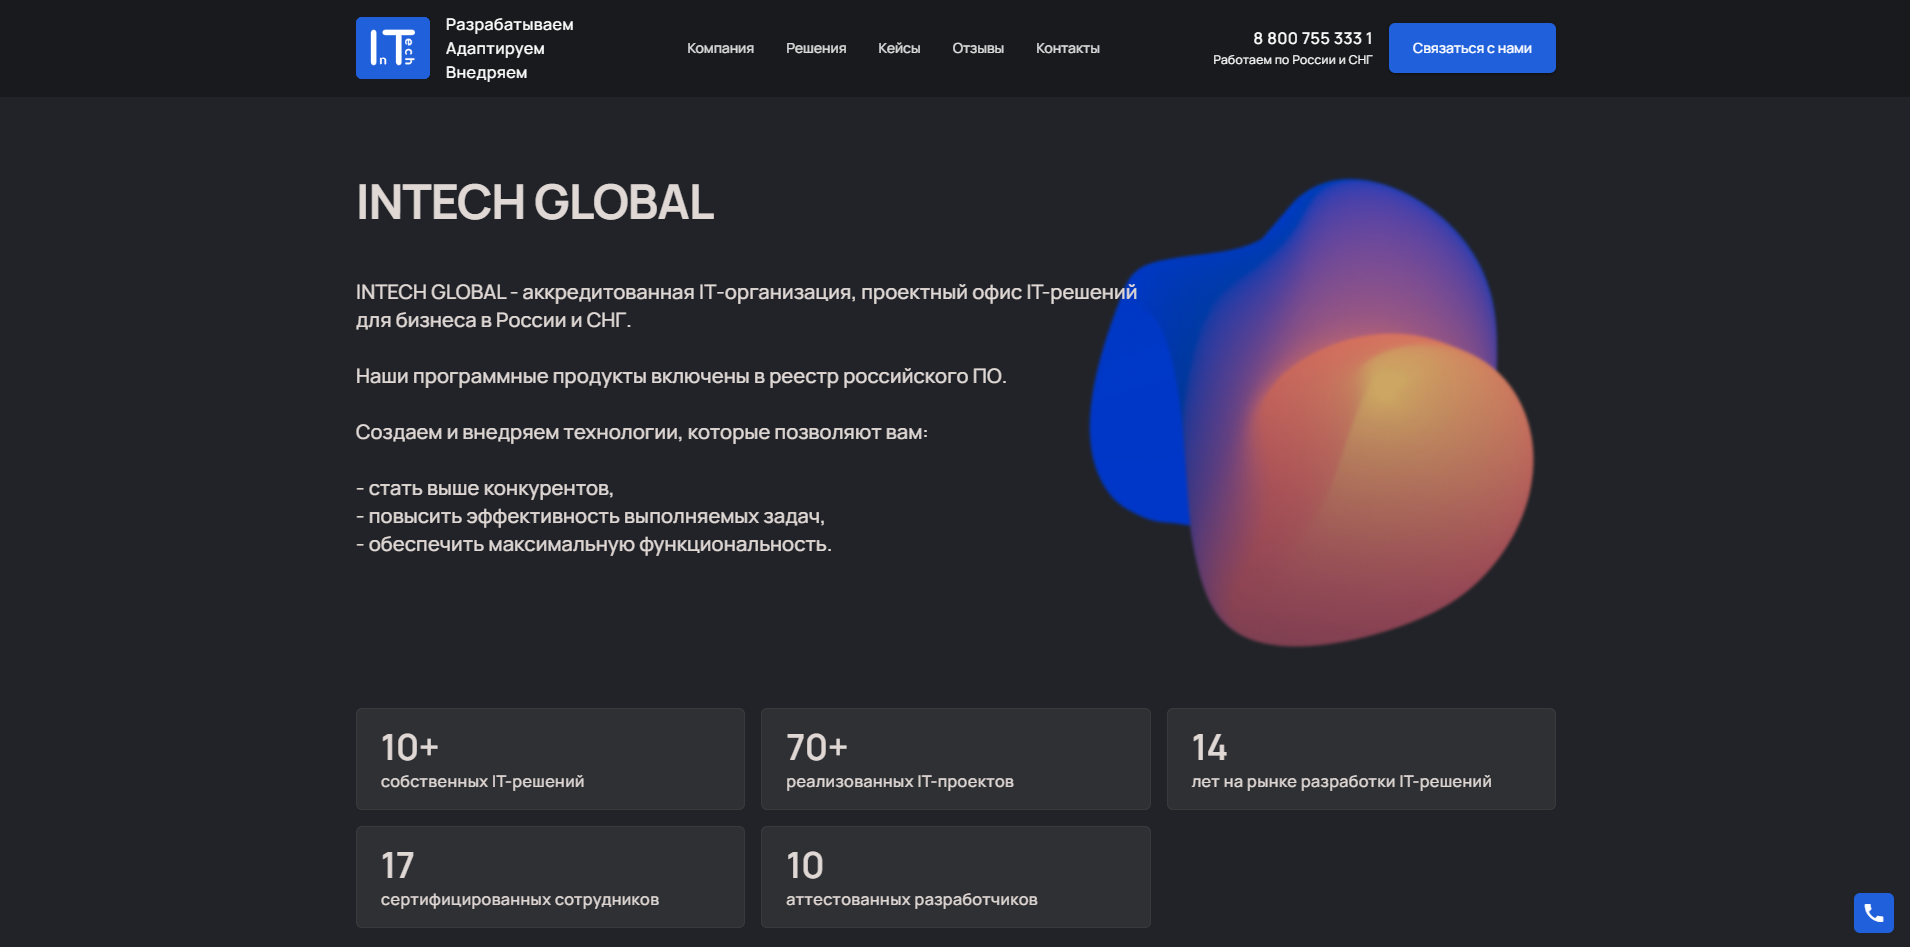 InTech
Разрабатываем
Адаптируем
Внедряем
Компания
Решения
Кейсы
Отзывы
Контакты
8 800 755 333 1
Работаем по России и СНГ
Связаться с нами
INTECH GLOBAL
INTECH GLOBAL - аккредитованная IT-организация, проектный офис IT-решений
для бизнеса в России и СНГ.
Наши программные продукты включены в реестр российского ПО.
Создаем и внедряем технологии, которые позволяют вам:
- стать выше конкурентов,
- повысить эффективность выполняемых задач,
- обеспечить максимальную функциональность.
10+
собственных IT-решений
70+
реализованных IT-проектов
14
лет на рынке разработки IT-решений
17
сертифицированных сотрудников
10
аттестованных разработчиков